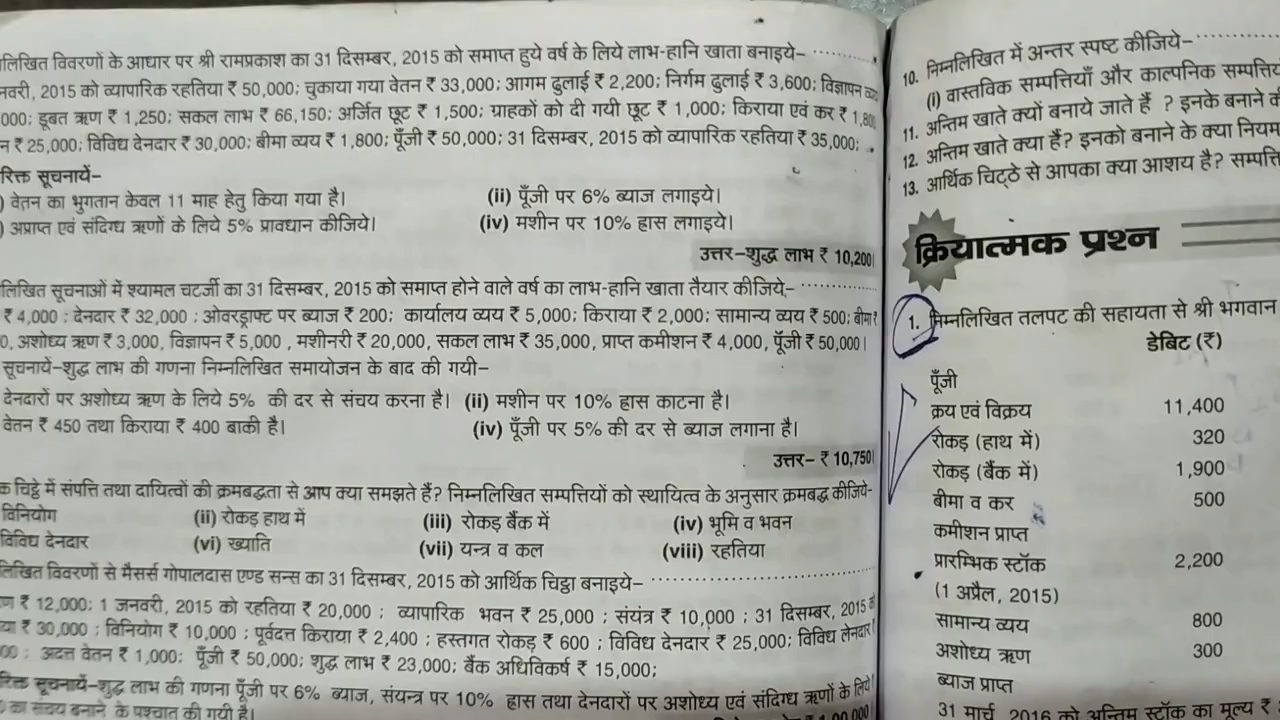 लिखित विवरणों के आधार पर श्री रामप्रकाश का 31 दिसम्बर, 2015 को समाप्त हुये वर्ष के लिये लाभ-हानि खाता बनाइये-
नवरी, 2015 को व्यापारिक रहतिया ₹ 50,000; चुकाया गया वेतन ₹ 33,000; आगम ढुलाई ₹ 2,200; निर्गम ढुलाई ₹ 3,600; विज्ञापन व्यय
000; डूबत ऋण ₹ 1,250; सकल लाभ ₹ 66,150; अर्जित छूट ₹ 1,500; ग्राहकों को दी गयी छूट ₹ 1,000; किराया एवं कर ₹ 1,800
न ₹ 25,000; विविध देनदार ₹ 30,000; बीमा व्यय ₹ 1,800; पूँजी ₹ 50,000; 31 दिसम्बर, 2015 को व्यापारिक रहतिया ₹ 35,000;
रिक्त सूचनायें-
) वेतन का भुगतान केवल 11 माह हेतु किया गया है। (ii) पूँजी पर 6% ब्याज लगाइये।
) अप्राप्त एवं संदिग्ध ऋणों के लिये 5% प्रावधान कीजिये। (iv) मशीन पर 10% ह्रास लगाइये।
उत्तर-शुद्ध लाभ ₹ 10,200
लिखित सूचनाओं में श्यामल चटर्जी का 31 दिसम्बर, 2015 को समाप्त होने वाले वर्ष का लाभ-हानि खाता तैयार कीजिये-
₹ 4,000 : देनदार ₹ 32,000 : ओवरड्राफ्ट पर ब्याज ₹ 200; कार्यालय व्यय ₹ 5,000; किराया ₹ 2,000; सामान्य व्यय ₹ 500; बीमा ₹
0, अशोध्य ऋण ₹ 3,000, विज्ञापन ₹ 5,000 , मशीनरी ₹ 20,000, सकल लाभ ₹ 35,000, प्राप्त कमीशन ₹ 4,000, पूँजी ₹ 50,000।
सूचनायें-शुद्ध लाभ की गणना निम्नलिखित समायोजन के बाद की गयी-
देनदारों पर अशोध्य ऋण के लिये 5% की दर से संचय करना है। (ii) मशीन पर 10% ह्रास काटना है।
वेतन ₹ 450 तथा किराया ₹ 400 बाकी है। (iv) पूँजी पर 5% की दर से ब्याज लगाना है।
उत्तर- ₹ 10,750
क चिट्ठे में संपत्ति तथा दायित्वों की क्रमबद्धता से आप क्या समझते हैं? निम्नलिखित सम्पत्तियों को स्थायित्व के अनुसार क्रमबद्ध कीजिये-
विनियोग (ii) रोकड़ हाथ में (iii) रोकड़ बैंक में (iv) भूमि व भवन
विविध देनदार (vi) ख्याति (vii) यन्त्र व कल (viii) रहतिया
लिखित विवरणों से मैसर्स गोपालदास एण्ड सन्स का 31 दिसम्बर, 2015 को आर्थिक चिट्ठा बनाइये-
ण ₹ 12,000; 1 जनवरी, 2015 को रहतिया ₹ 20,000 ; व्यापारिक भवन ₹ 25,000 ; संयंत्र ₹ 10,000 ; 31 दिसम्बर, 2015 को
या ₹ 30,000 ; विनियोग ₹ 10,000 ; पूर्वदत्त किराया ₹ 2,400 ; हस्तगत रोकड़ ₹ 600 ; विविध देनदार ₹ 25,000; विविध लेनदार
00 ; अदत्त वेतन ₹ 1,000; पूँजी ₹ 50,000; शुद्ध लाभ ₹ 23,000; बैंक अधिविकर्ष ₹ 15,000;
रिक्त सूचनायें-शुद्ध लाभ की गणना पूँजी पर 6% ब्याज, संयन्त्र पर 10% ह्रास तथा देनदारों पर अशोध्य एवं संदिग्ध ऋणों के लिये
का संचय बनाने के पश्चात् की गयी है।
10. निम्नलिखित में अन्तर स्पष्ट कीजिये-
(i) वास्तविक सम्पत्तियाँ और काल्पनिक सम्पत्तिय
11. अन्तिम खाते क्यों बनाये जाते हैं ? इनके बनाने के
12. अन्तिम खाते क्या हैं? इनको बनाने के क्या नियम
13. आर्थिक चिट्ठे से आपका क्या आशय है? सम्पत्ति
क्रियात्मक प्रश्न
1. निम्नलिखित तलपट की सहायता से श्री भगवान
डेबिट (₹)
पूँजी
क्रय एवं विक्रय 11,400
रोकड़ (हाथ में) 320
रोकड़ (बैंक में) 1,900
बीमा व कर 500
कमीशन प्राप्त
प्रारम्भिक स्टॉक 2,200
(1 अप्रैल, 2015)
सामान्य व्यय 800
अशोध्य ऋण 300
ब्याज प्राप्त
31 मार्च, 2016 को अन्तिम स्टॉक का मूल्य ₹